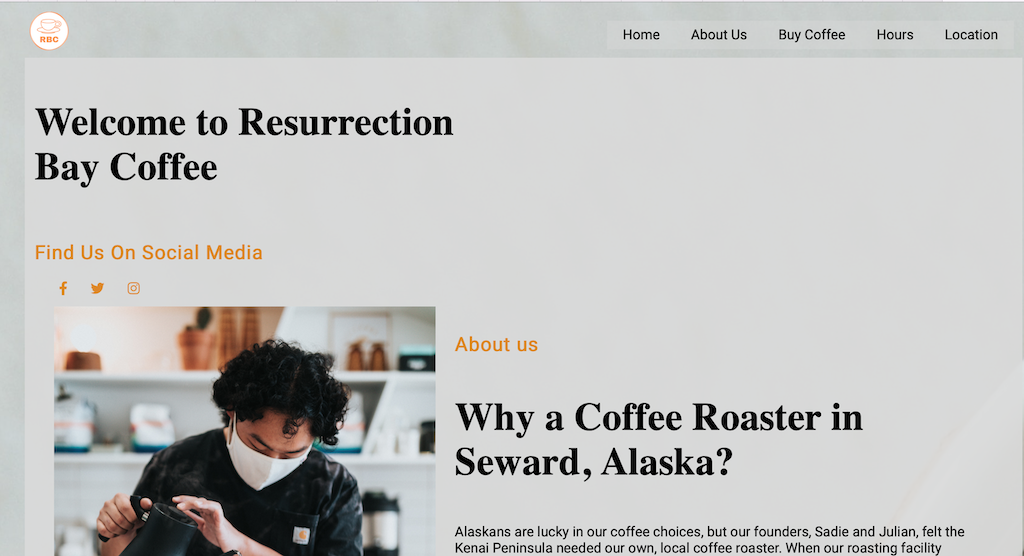 RBC
Home About Us Buy Coffee Hours Location
Welcome to Resurrection
Bay Coffee
Find Us On Social Media
About us
Why a Coffee Roaster in
Seward, Alaska?
Alaskans are lucky in our coffee choices, but our founders, Sadie and Julian, felt the
Kenai Peninsula needed our own, local coffee roaster. When our roasting facility